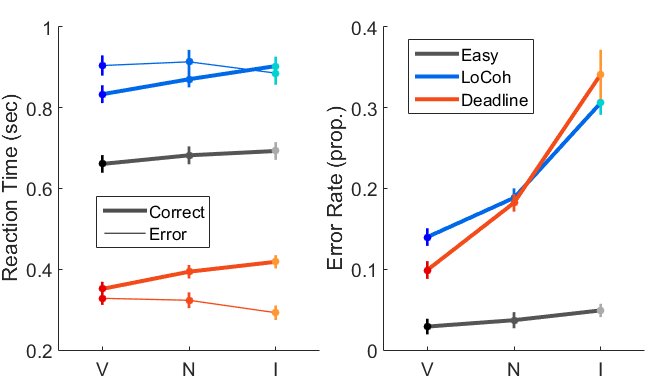 Reaction Time (sec)
1
0.8
0.6
0.4
0.2
Correct
Error
V N I
Error Rate (prop.)
0.4
0.3
0.2
0.1
0
Easy
LoCoh
Deadline
V N I